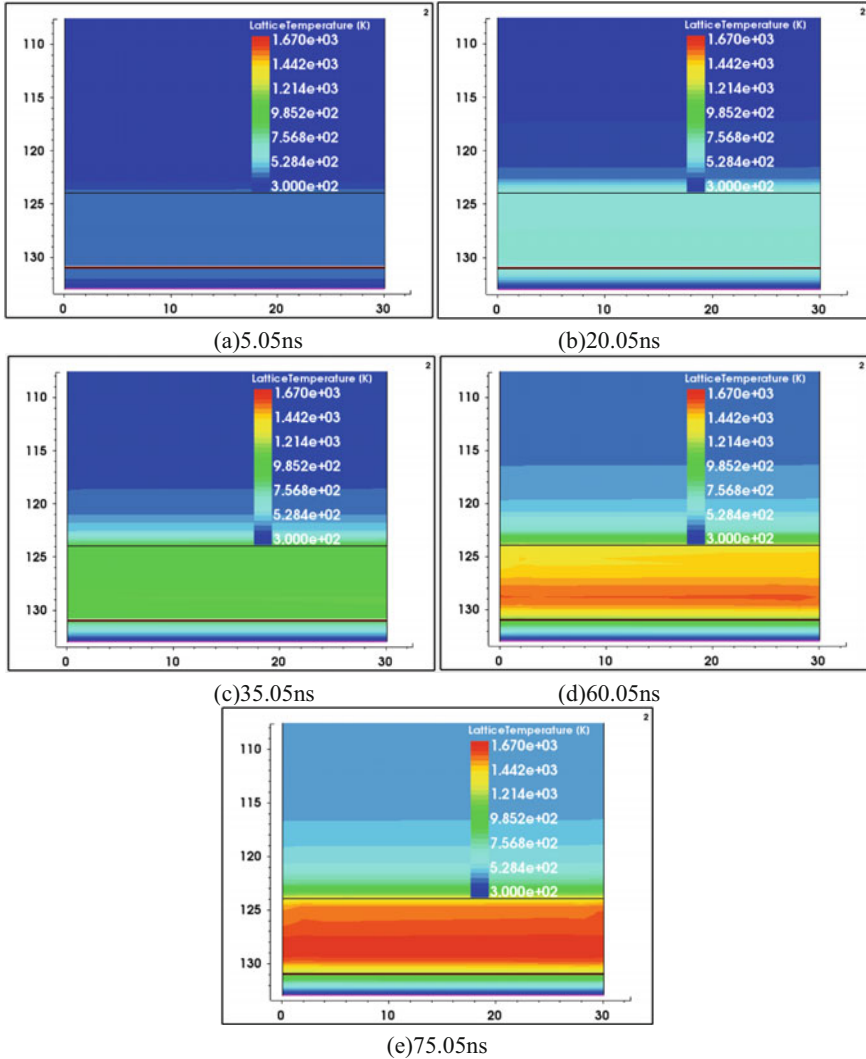 2
LatticeTemperature (K)
1.670e+03
1.442e+03
1.214e+03
9.852e+02
7.568e+02
5.284e+02
3.000e+02
110
115
120
125
130
0 10 20 30
(a)5.05ns
2
LatticeTemperature (K)
1.670e+03
1.442e+03
1.214e+03
9.852e+02
7.568e+02
5.284e+02
3.000e+02
110
115
120
125
130
0 10 20 30
(b)20.05ns
2
LatticeTemperature (K)
1.670e+03
1.442e+03
1.214e+03
9.852e+02
7.568e+02
5.284e+02
3.000e+02
110
115
120
125
130
0 10 20 30
(c)35.05ns
2
LatticeTemperature (K)
1.670e+03
1.442e+03
1.214e+03
9.852e+02
7.568e+02
5.284e+02
3.000e+02
110
115
120
125
130
0 10 20 30
(d)60.05ns
2
LatticeTemperature (K)
1.670e+03
1.442e+03
1.214e+03
9.852e+02
7.568e+02
5.284e+02
3.000e+02
110
115
120
125
130
0 10 20 30
(e)75.05ns